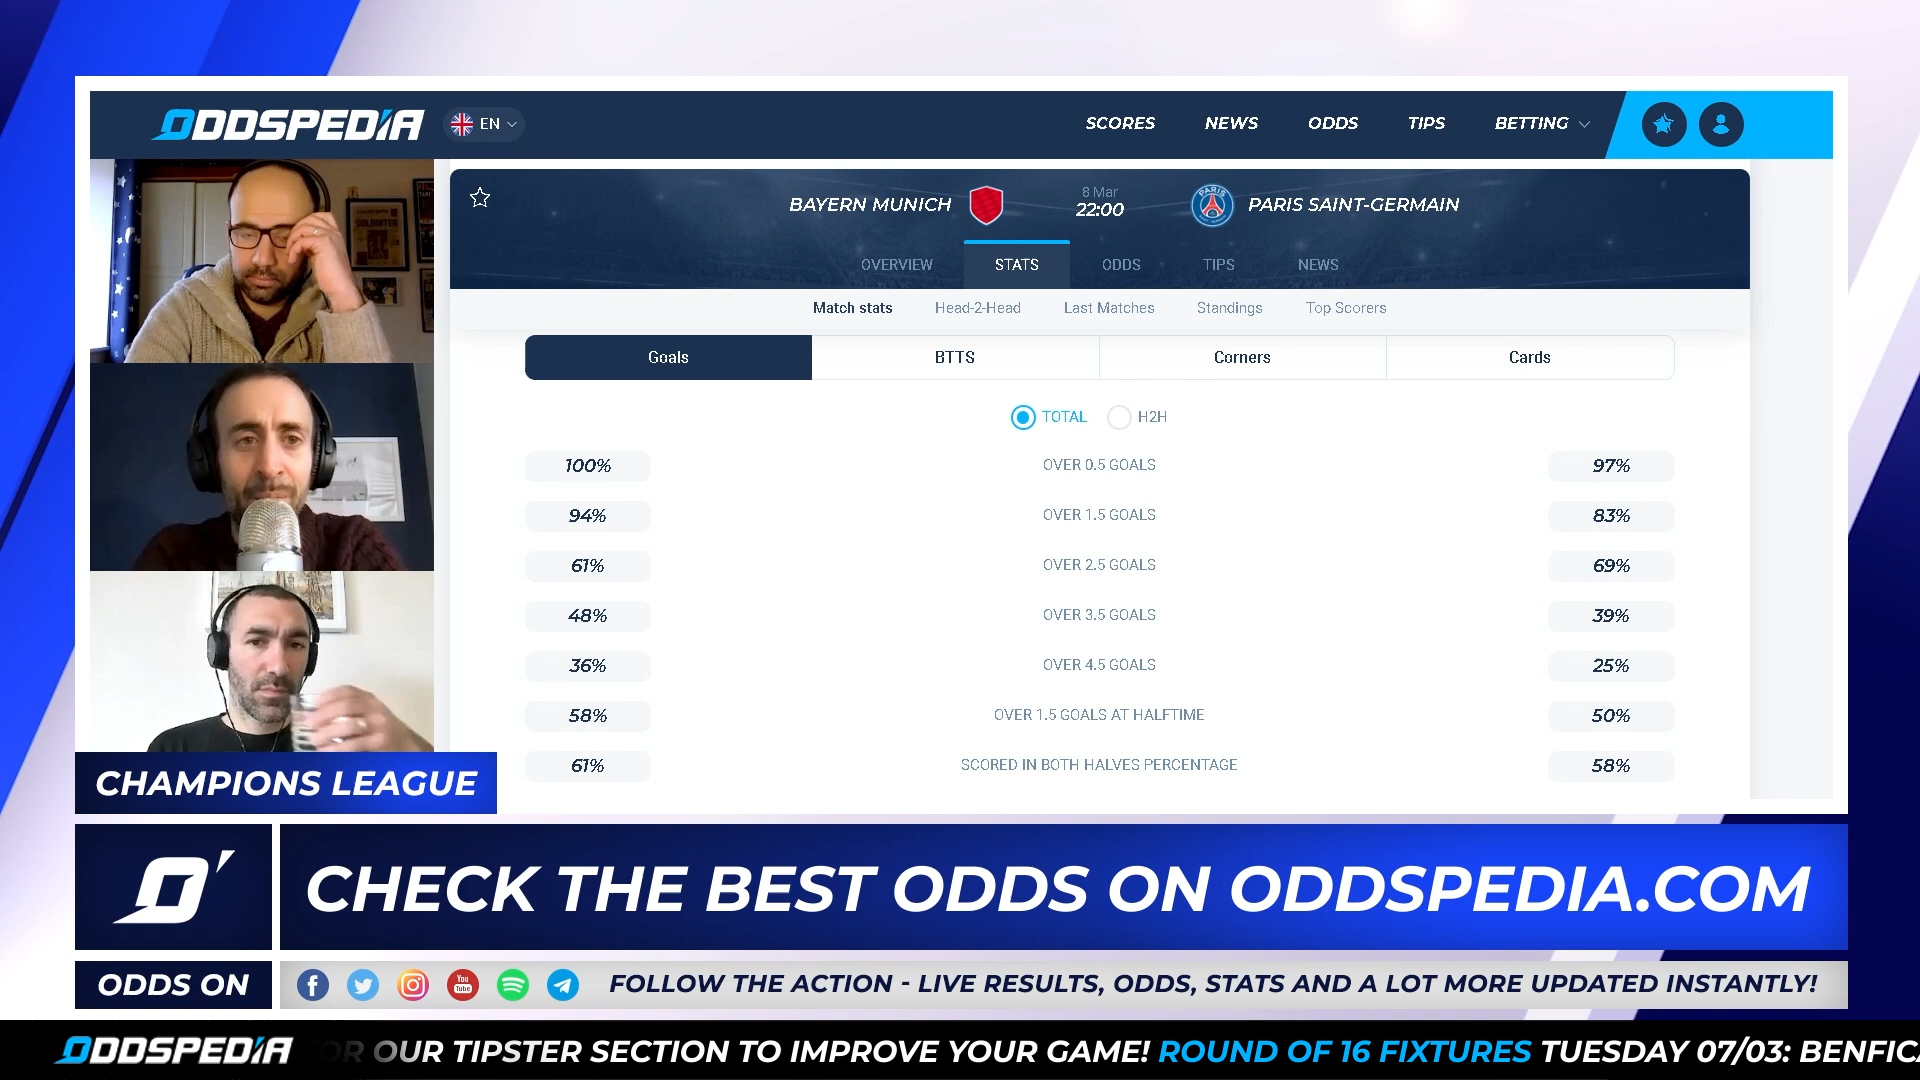 ODDSPEDIA
EN
SCORES
NEWS
ODDS
TIPS
BETTING
BAYERN MUNICH
8 Mar
22:00
PARIS SAINT-GERMAIN
OVERVIEW
STATS
ODDS
TIPS
NEWS
Match stats
Head-2-Head
Last Matches
Standings
Top Scorers
Goals
BTTS
Corners
Cards
TOTAL
H2H
100% OVER 0.5 GOALS 97%
94% OVER 1.5 GOALS 83%
61% OVER 2.5 GOALS 69%
48% OVER 3.5 GOALS 39%
36% OVER 4.5 GOALS 25%
58% OVER 1.5 GOALS AT HALFTIME 50%
61% SCORED IN BOTH HALVES PERCENTAGE 58%
CHAMPIONS LEAGUE
CHECK THE BEST ODDS ON ODDSPEDIA.COM
ODDS ON
FOLLOW THE ACTION - LIVE RESULTS, ODDS, STATS AND A LOT MORE UPDATED INSTANTLY!
ODDSPEDIA
OUR TIPSTER SECTION TO IMPROVE YOUR GAME! ROUND OF 16 FIXTURES TUESDAY 07/03: